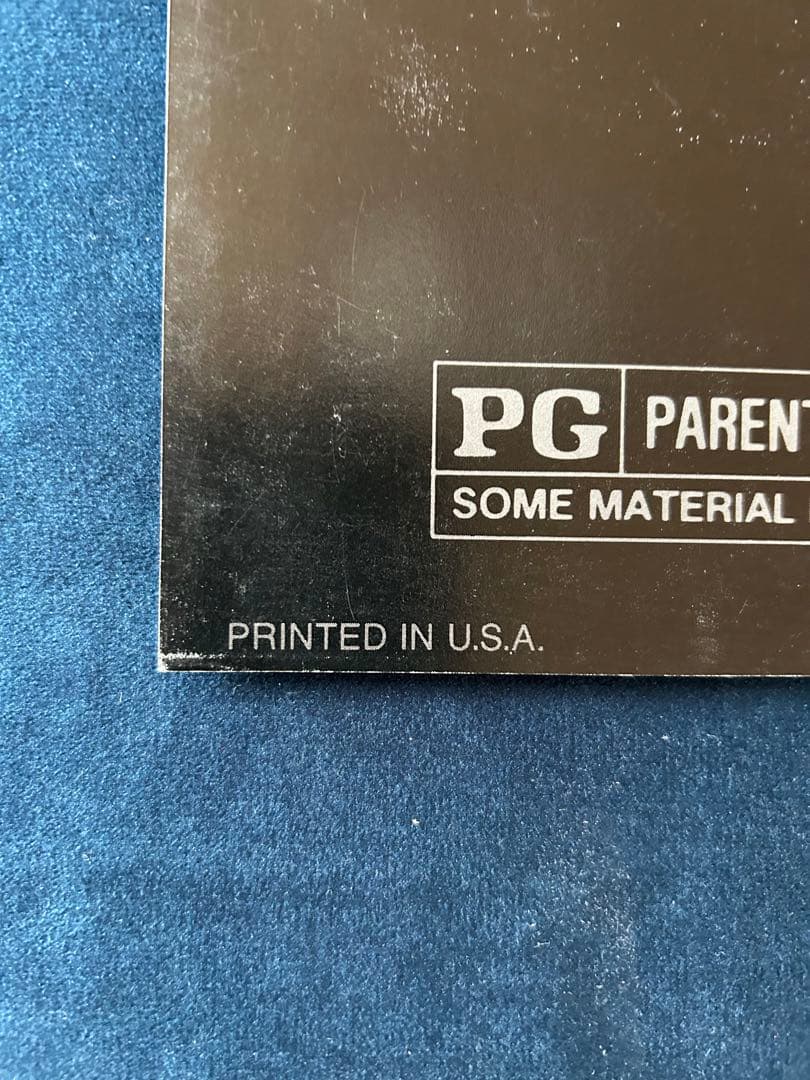 PG PARENT
SOME MATERIAL
PRINTED IN U.S.A.